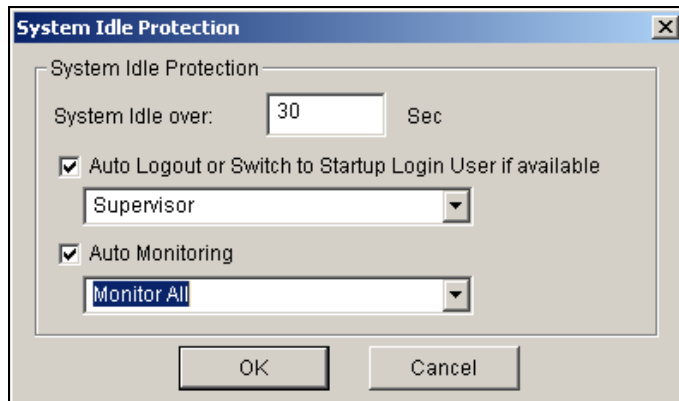 System Idle Protection
System Idle Protection
System Idle over: 30 Sec
Auto Logout or Switch to Startup Login User if available
Supervisor
Auto Monitoring
Monitor All
OK Cancel